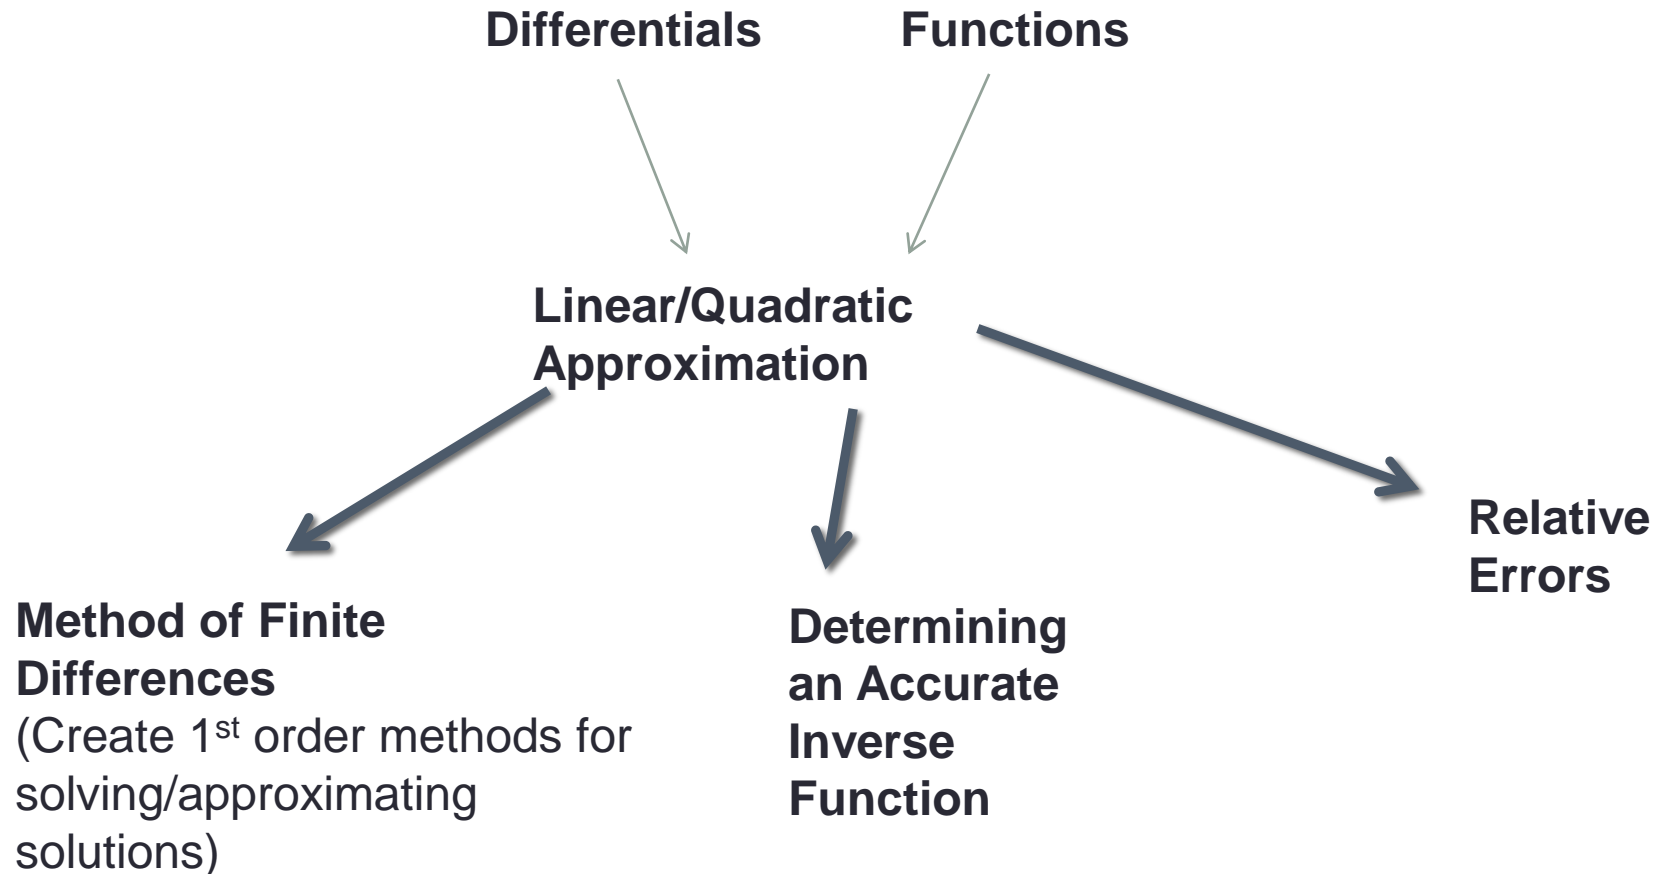 Differentials
Functions
Linear/Quadratic
Approximation
Relative
Errors
Method of Finite
Differences
(Create 1st order methods for
solving/approximating
solutions)
Determining
an Accurate
Inverse
Function